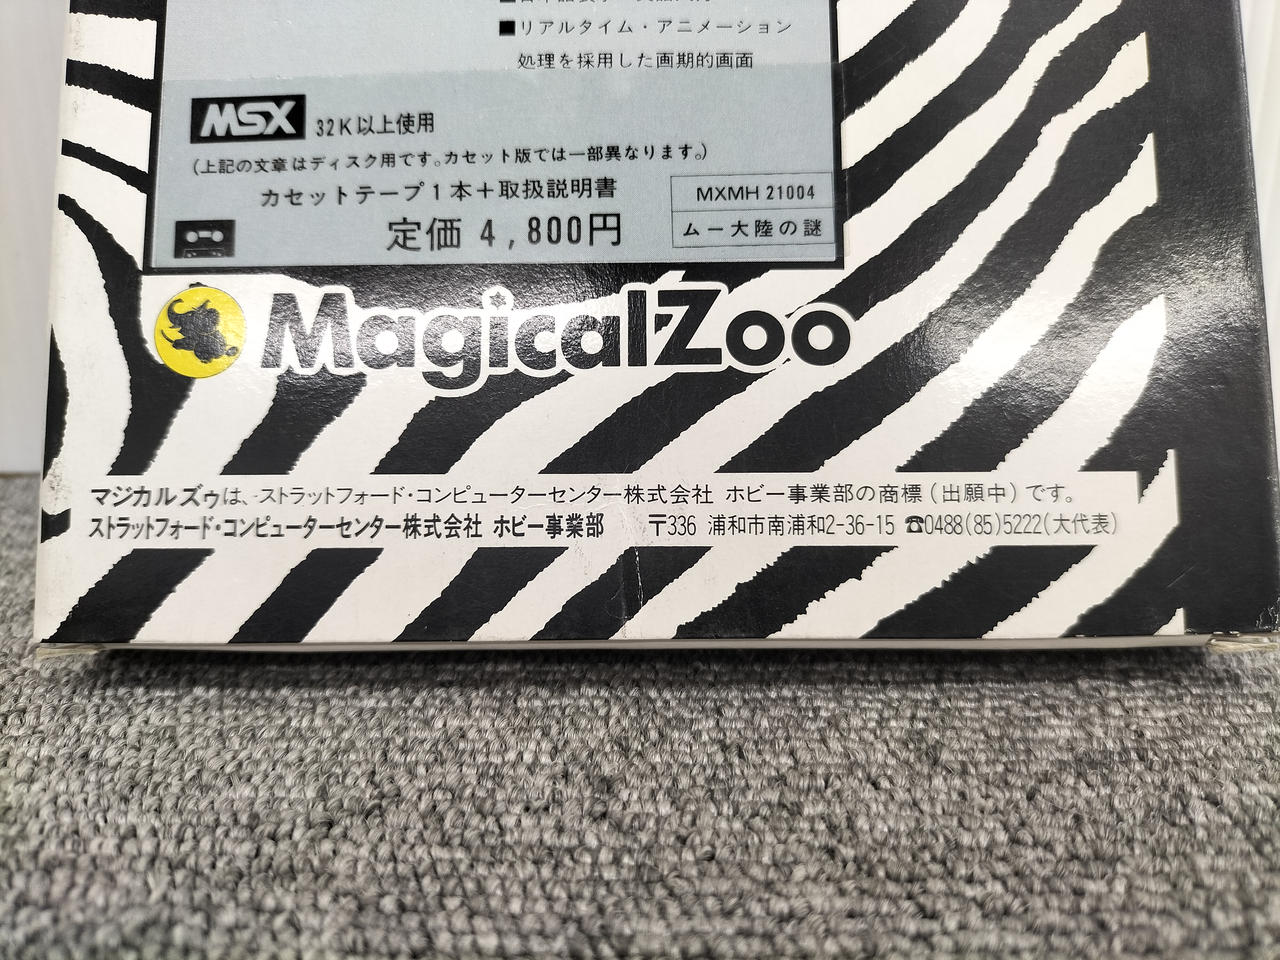 ■リアルタイム・アニメーション
処理を採用した画期的画面
MSX 32K以上使用
(上記の文章はディスク用です。カセット版では一部異なります。)
カセットテープ1本+取扱説明書
定価 4,800円
MXMH 21004
ムー大陸の謎
MagicalZoo
マジカルズゥは、ストラットフォード・コンピューターセンター株式会社 ホビー事業部の商標(出願中)です。
ストラットフォード・コンピューターセンター株式会社 ホビー事業部 〒336 浦和市南浦和2-36-15 ☎0488(85)5222(大代表)